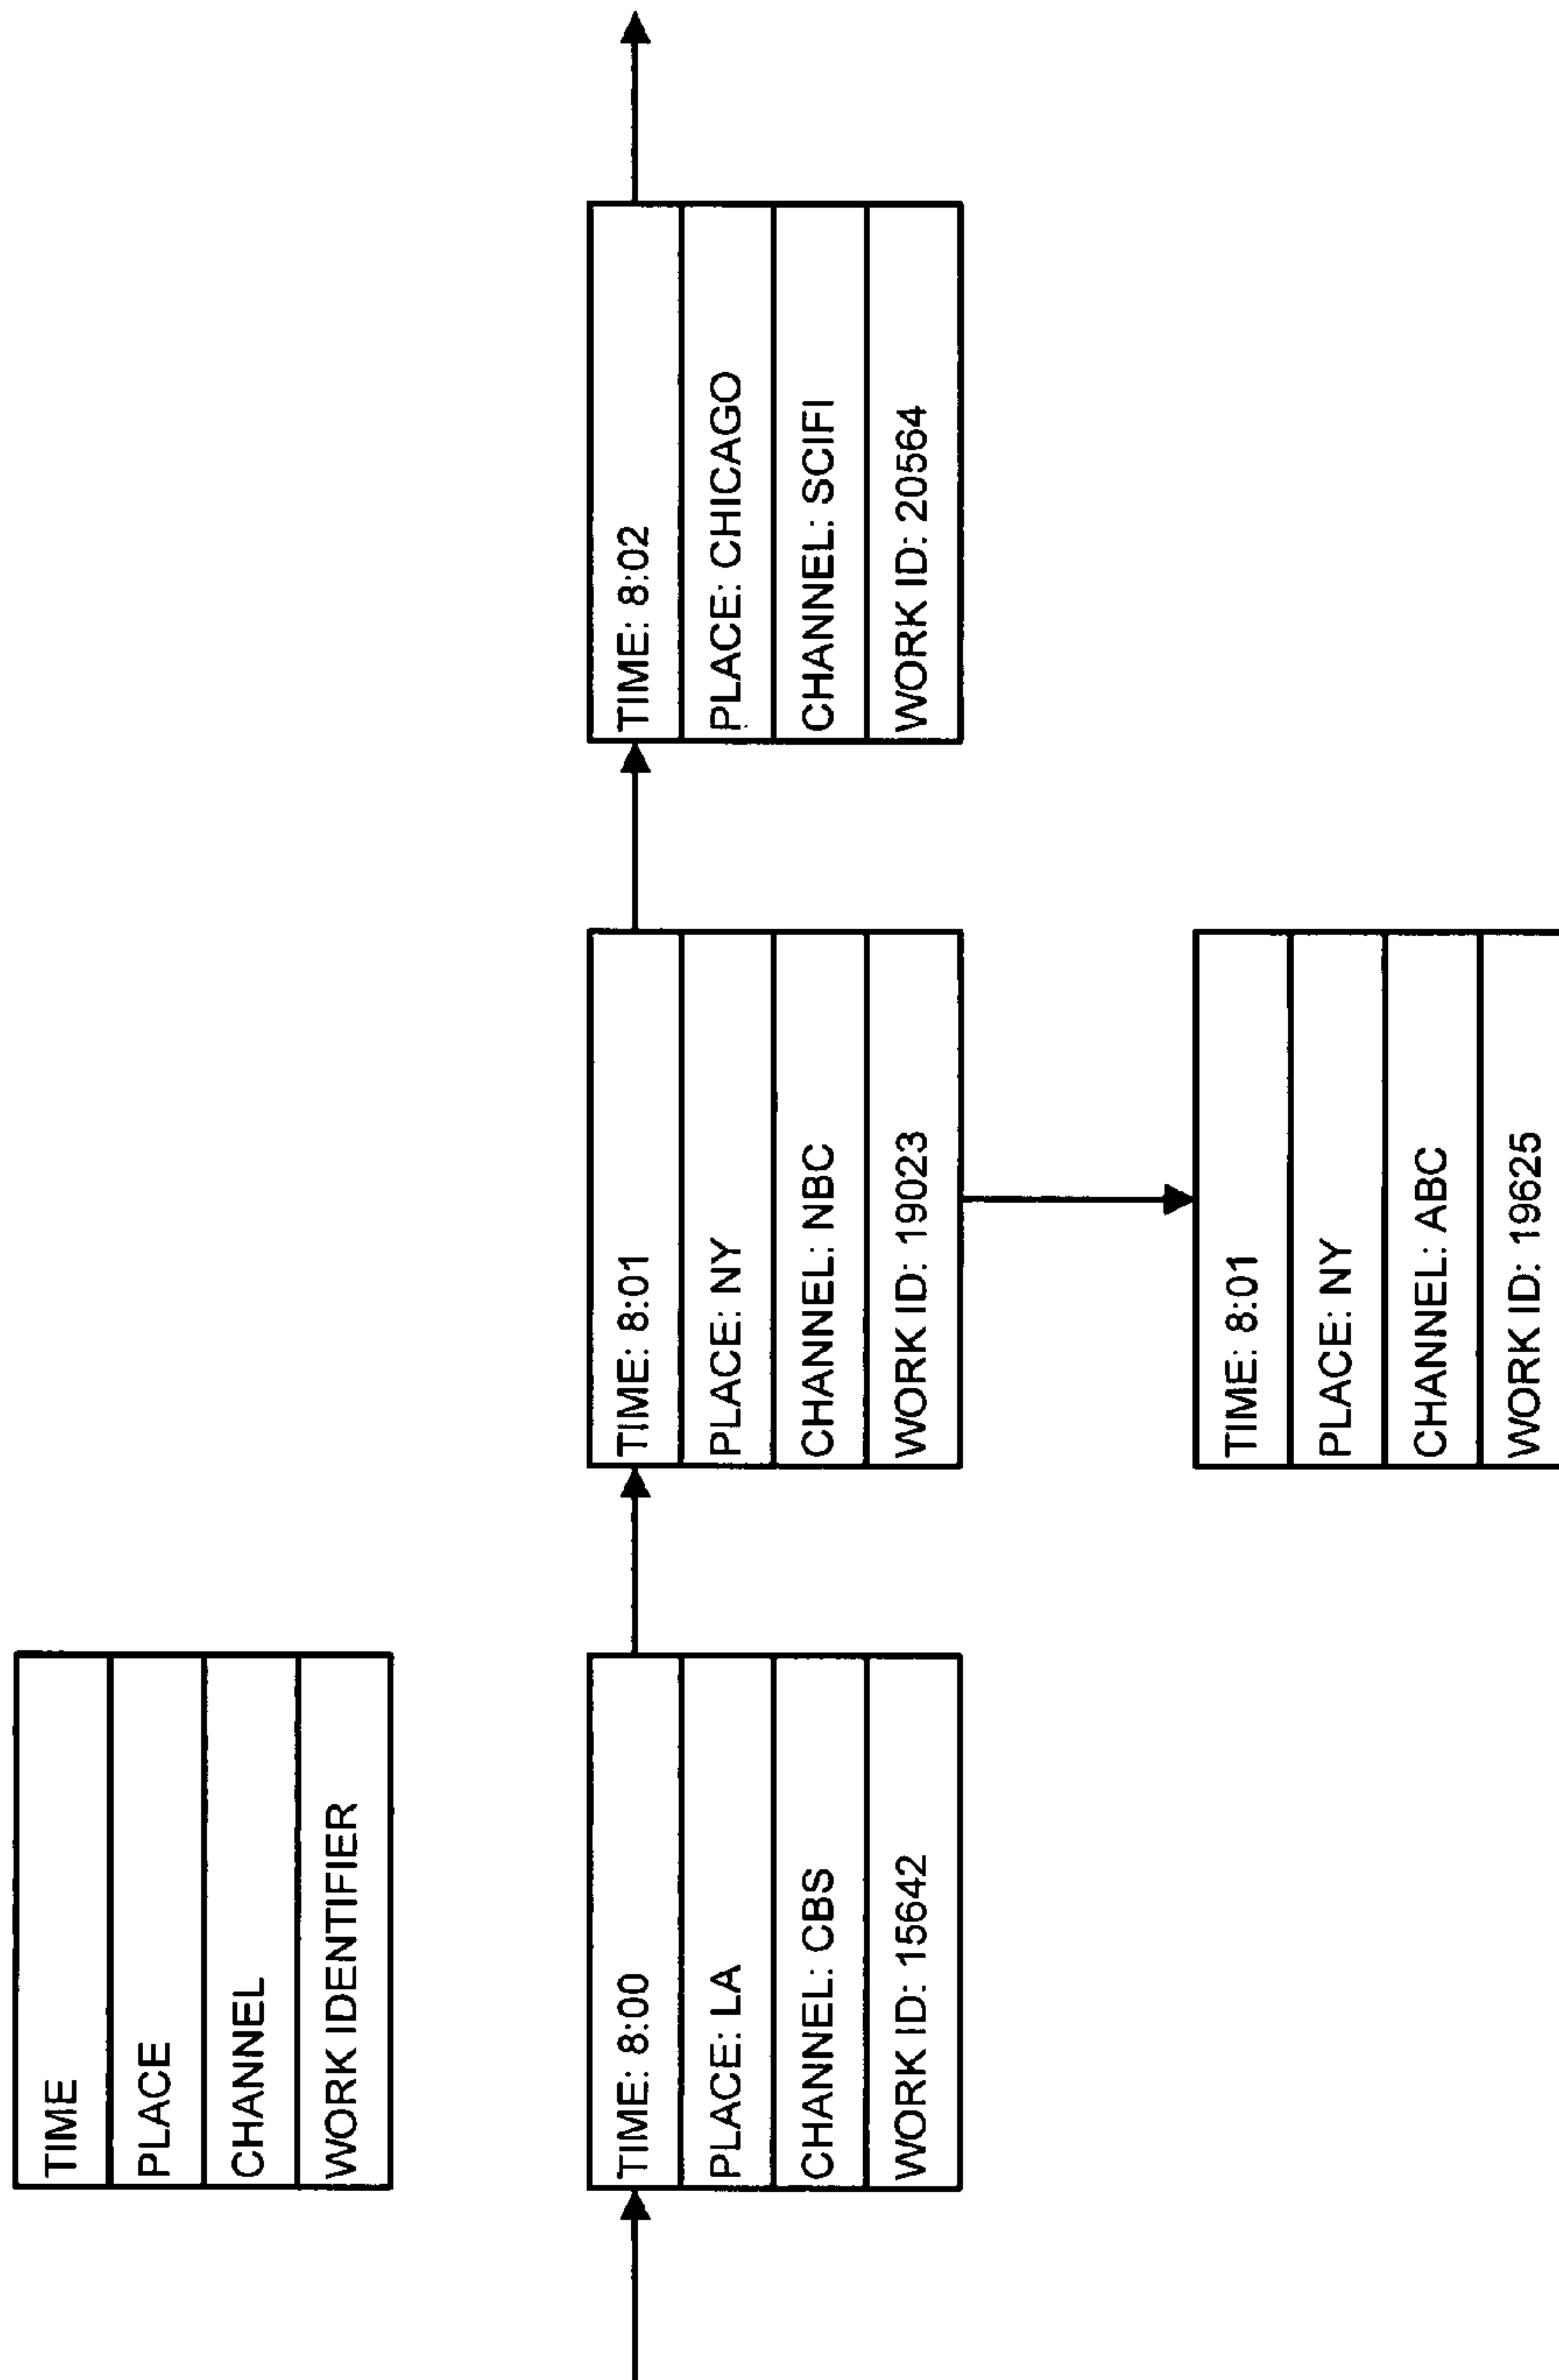 TIME
PLACE
CHANNEL
WORK IDENTIFIER
TIME: 8:00
PLACE: LA
CHANNEL: CBS
WORK ID: 15642
TIME: 8:01
PLACE: NY
CHANNEL: NBC
WORK ID: 19023
TIME: 8:02
PLACE: CHICAGO
CHANNEL: SCIFI
WORK ID: 20564
TIME: 8:01
PLACE: NY
CHANNEL: ABC
WORK ID: 19625